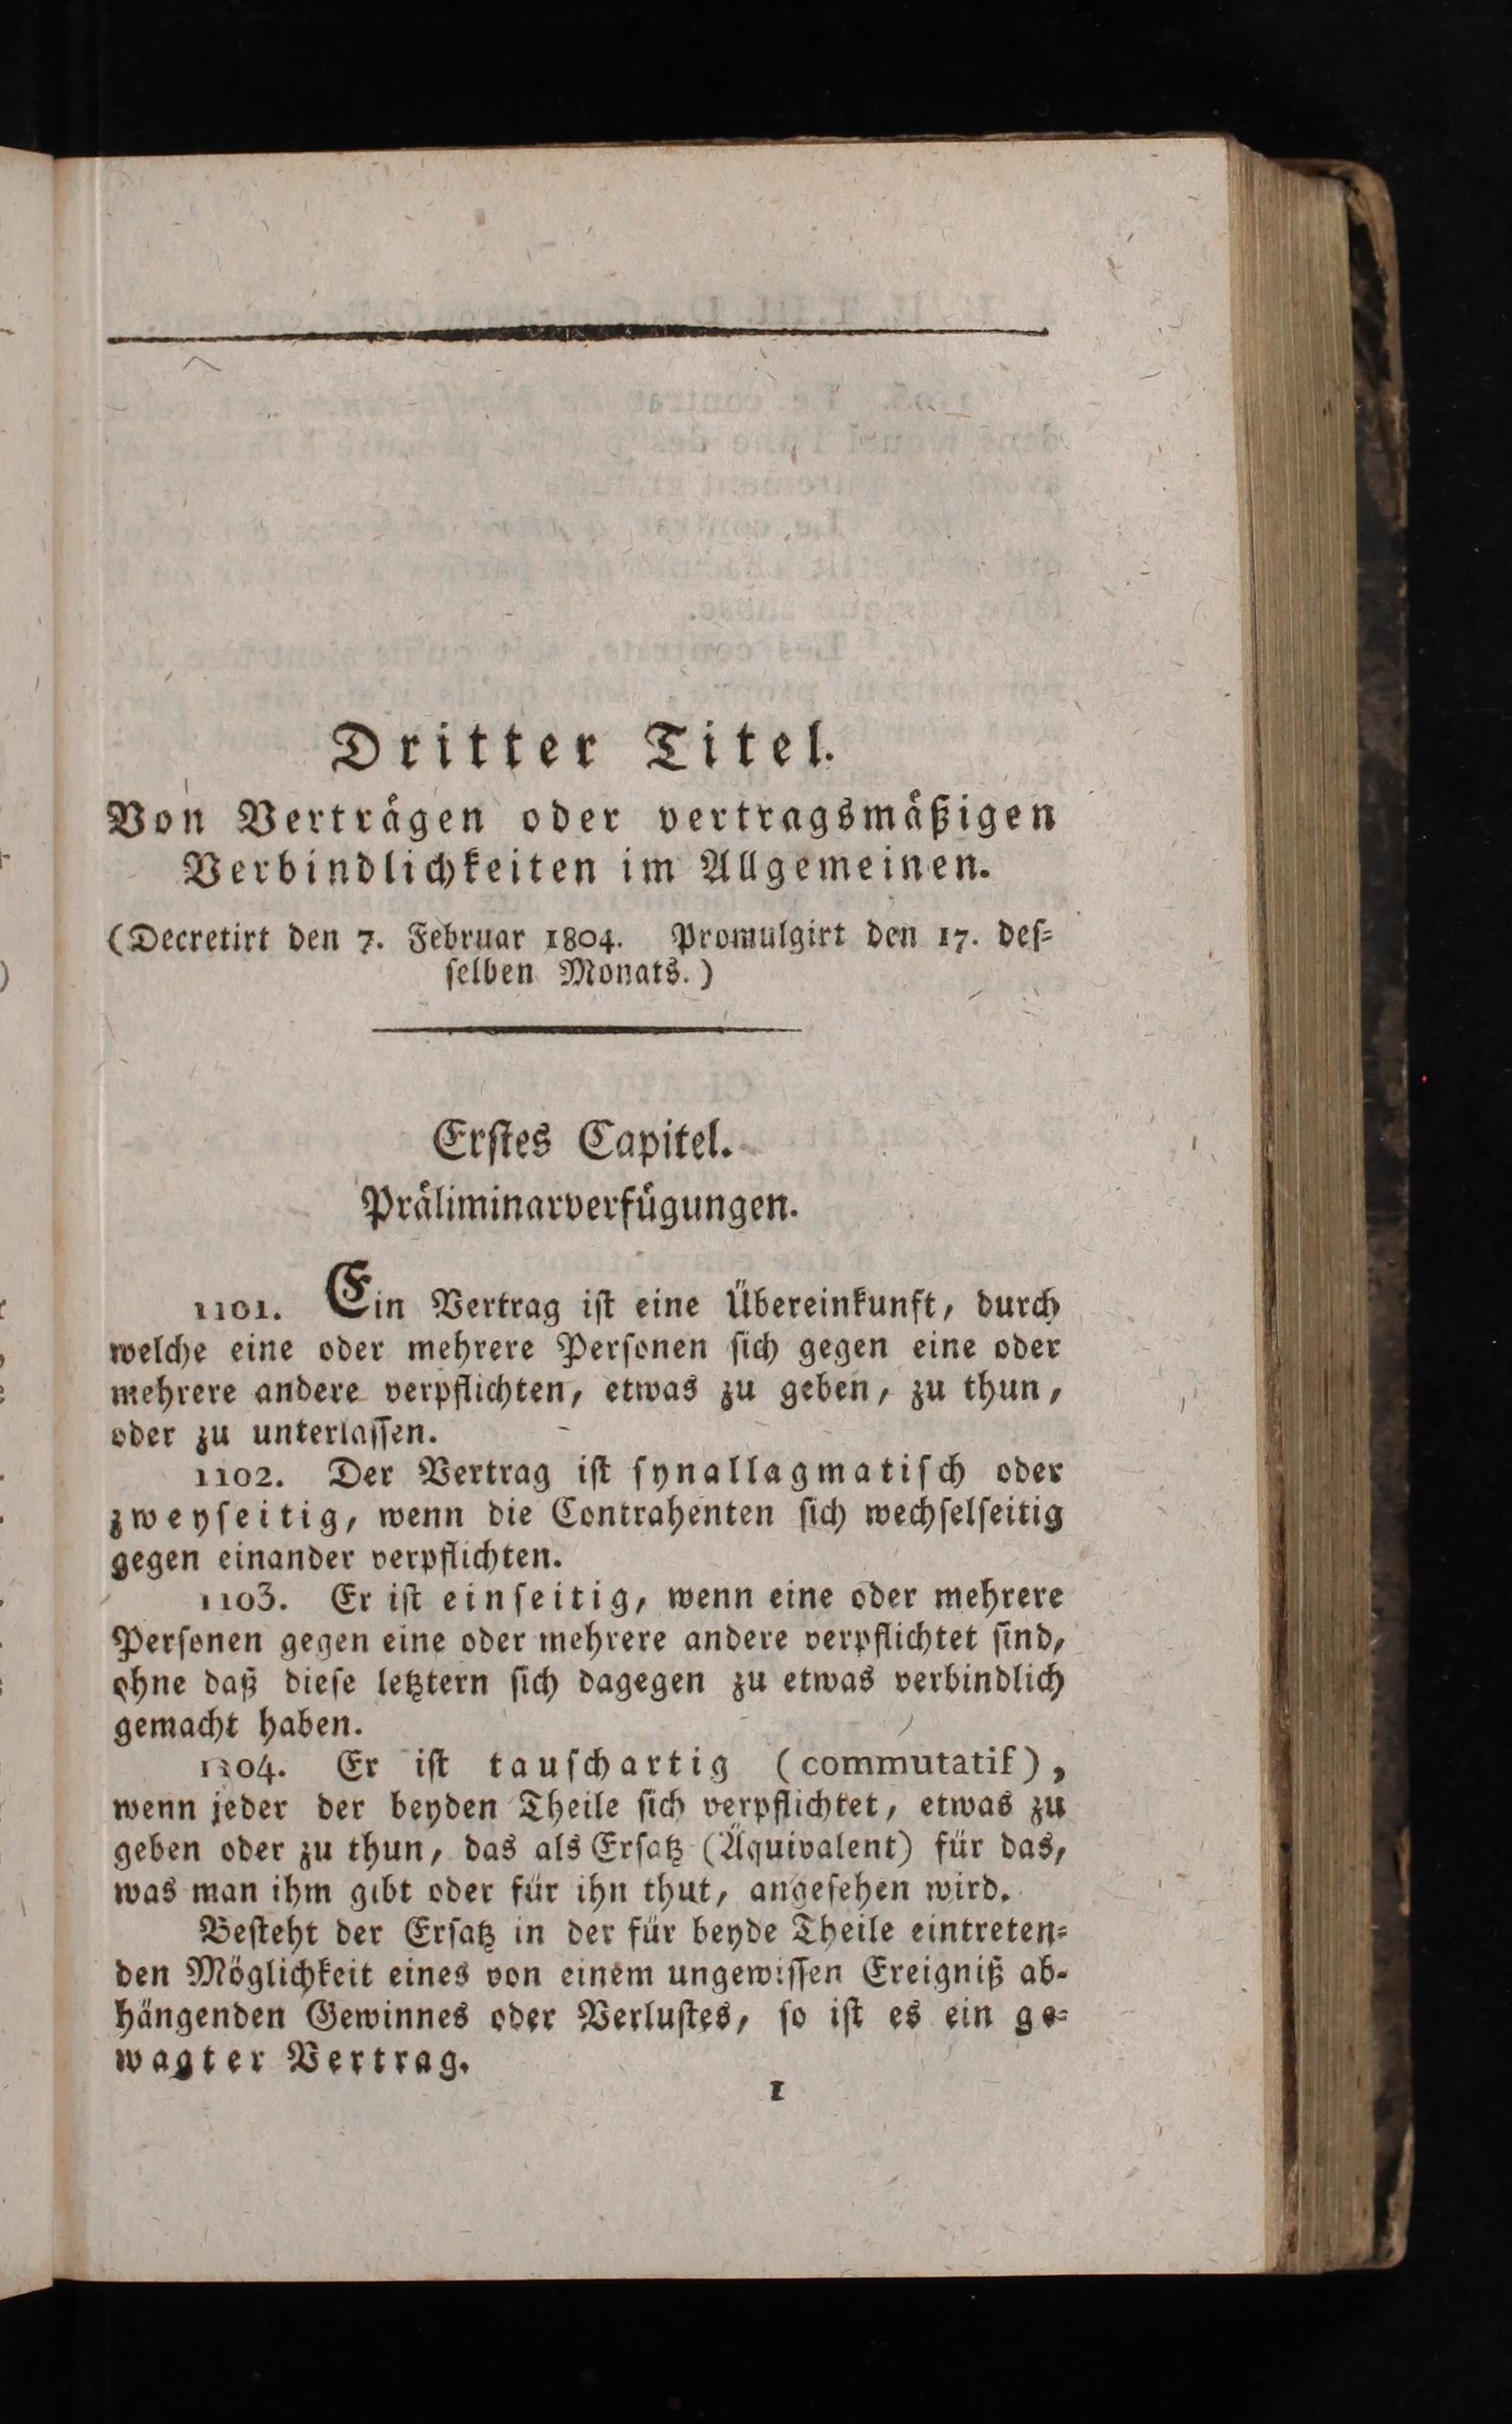 Dritter Titel.
Von Verträgen oder vertragsmäßigen
Verbindlichkeiten im Allgemeinen.
(Decretirt den 7. Februar 1804. Promulgirt den 17. des-
selben Monats.)
Erstes Capitel.
Präliminarverfügungen.
1101. Ein Vertrag ist eine Übereinkunft, durch
welche eine oder mehrere Personen sich gegen eine oder
mehrere andere verpflichten, etwas zu geben, zu thun,
oder zu unterlassen.
1102. Der Vertrag ist synallagmatisch oder
zweyseitig, wenn die Contrahenten sich wechselseitig
gegen einander verpflichten.
1103. Er ist einseitig, wenn eine oder mehrere
Personen gegen eine oder mehrere andere verpflichtet sind,
ohne daß diese letztern sich dagegen zu etwas verbindlich
gemacht haben.
1104. Er ist tauschartig (commutatif),
wenn jeder der beyden Theile sich verpflichtet, etwas zu
geben oder zu thun, das als Ersatz (Äquivalent) für das,
was man ihm gibt oder für ihn thut, angesehen wird.
Besteht der Ersatz in der für beyde Theile eintreten-
den Möglichkeit eines von einem ungewissen Ereigniß ab-
hängenden Gewinnes oder Verlustes, so ist es ein ge-
wagter Vertrag.
1